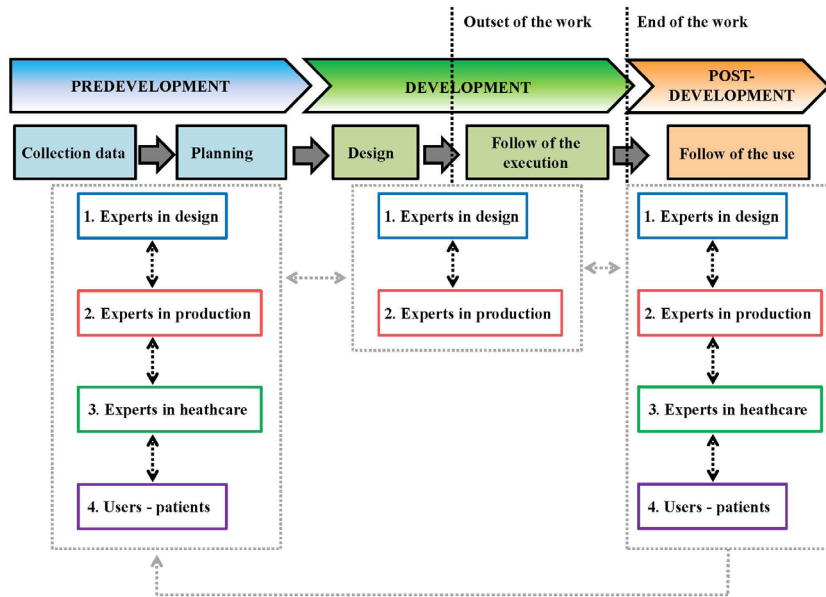 Outset of the work
End of the work
PREDEVELOPMENT
DEVELOPMENT
POST-
DEVELOPMENT
Collection data
Planning
Design
Follow of the
execution
Follow of the use
1. Experts in design
2. Experts in production
3. Experts in heathcare
4. Users - patients
1. Experts in design
2. Experts in production
1. Experts in design
2. Experts in production
3. Experts in heathcare
4. Users - patients